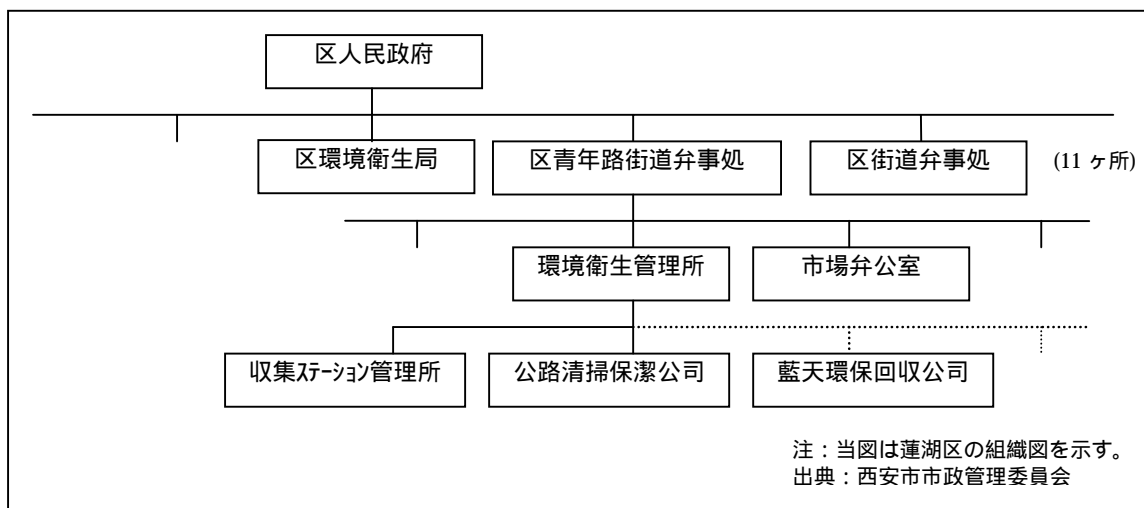 区人民政府
区環境衛生局
区青年路街道弁事処
区街道弁事処
(11 ヶ所)
環境衛生管理所
市場弁公室
収集ｽﾃｰｼｮﾝ管理所
公路清掃保潔公司
藍天環保回収公司
注：当図は蓮湖区の組織図を示す。
出典：西安市市政管理委員会